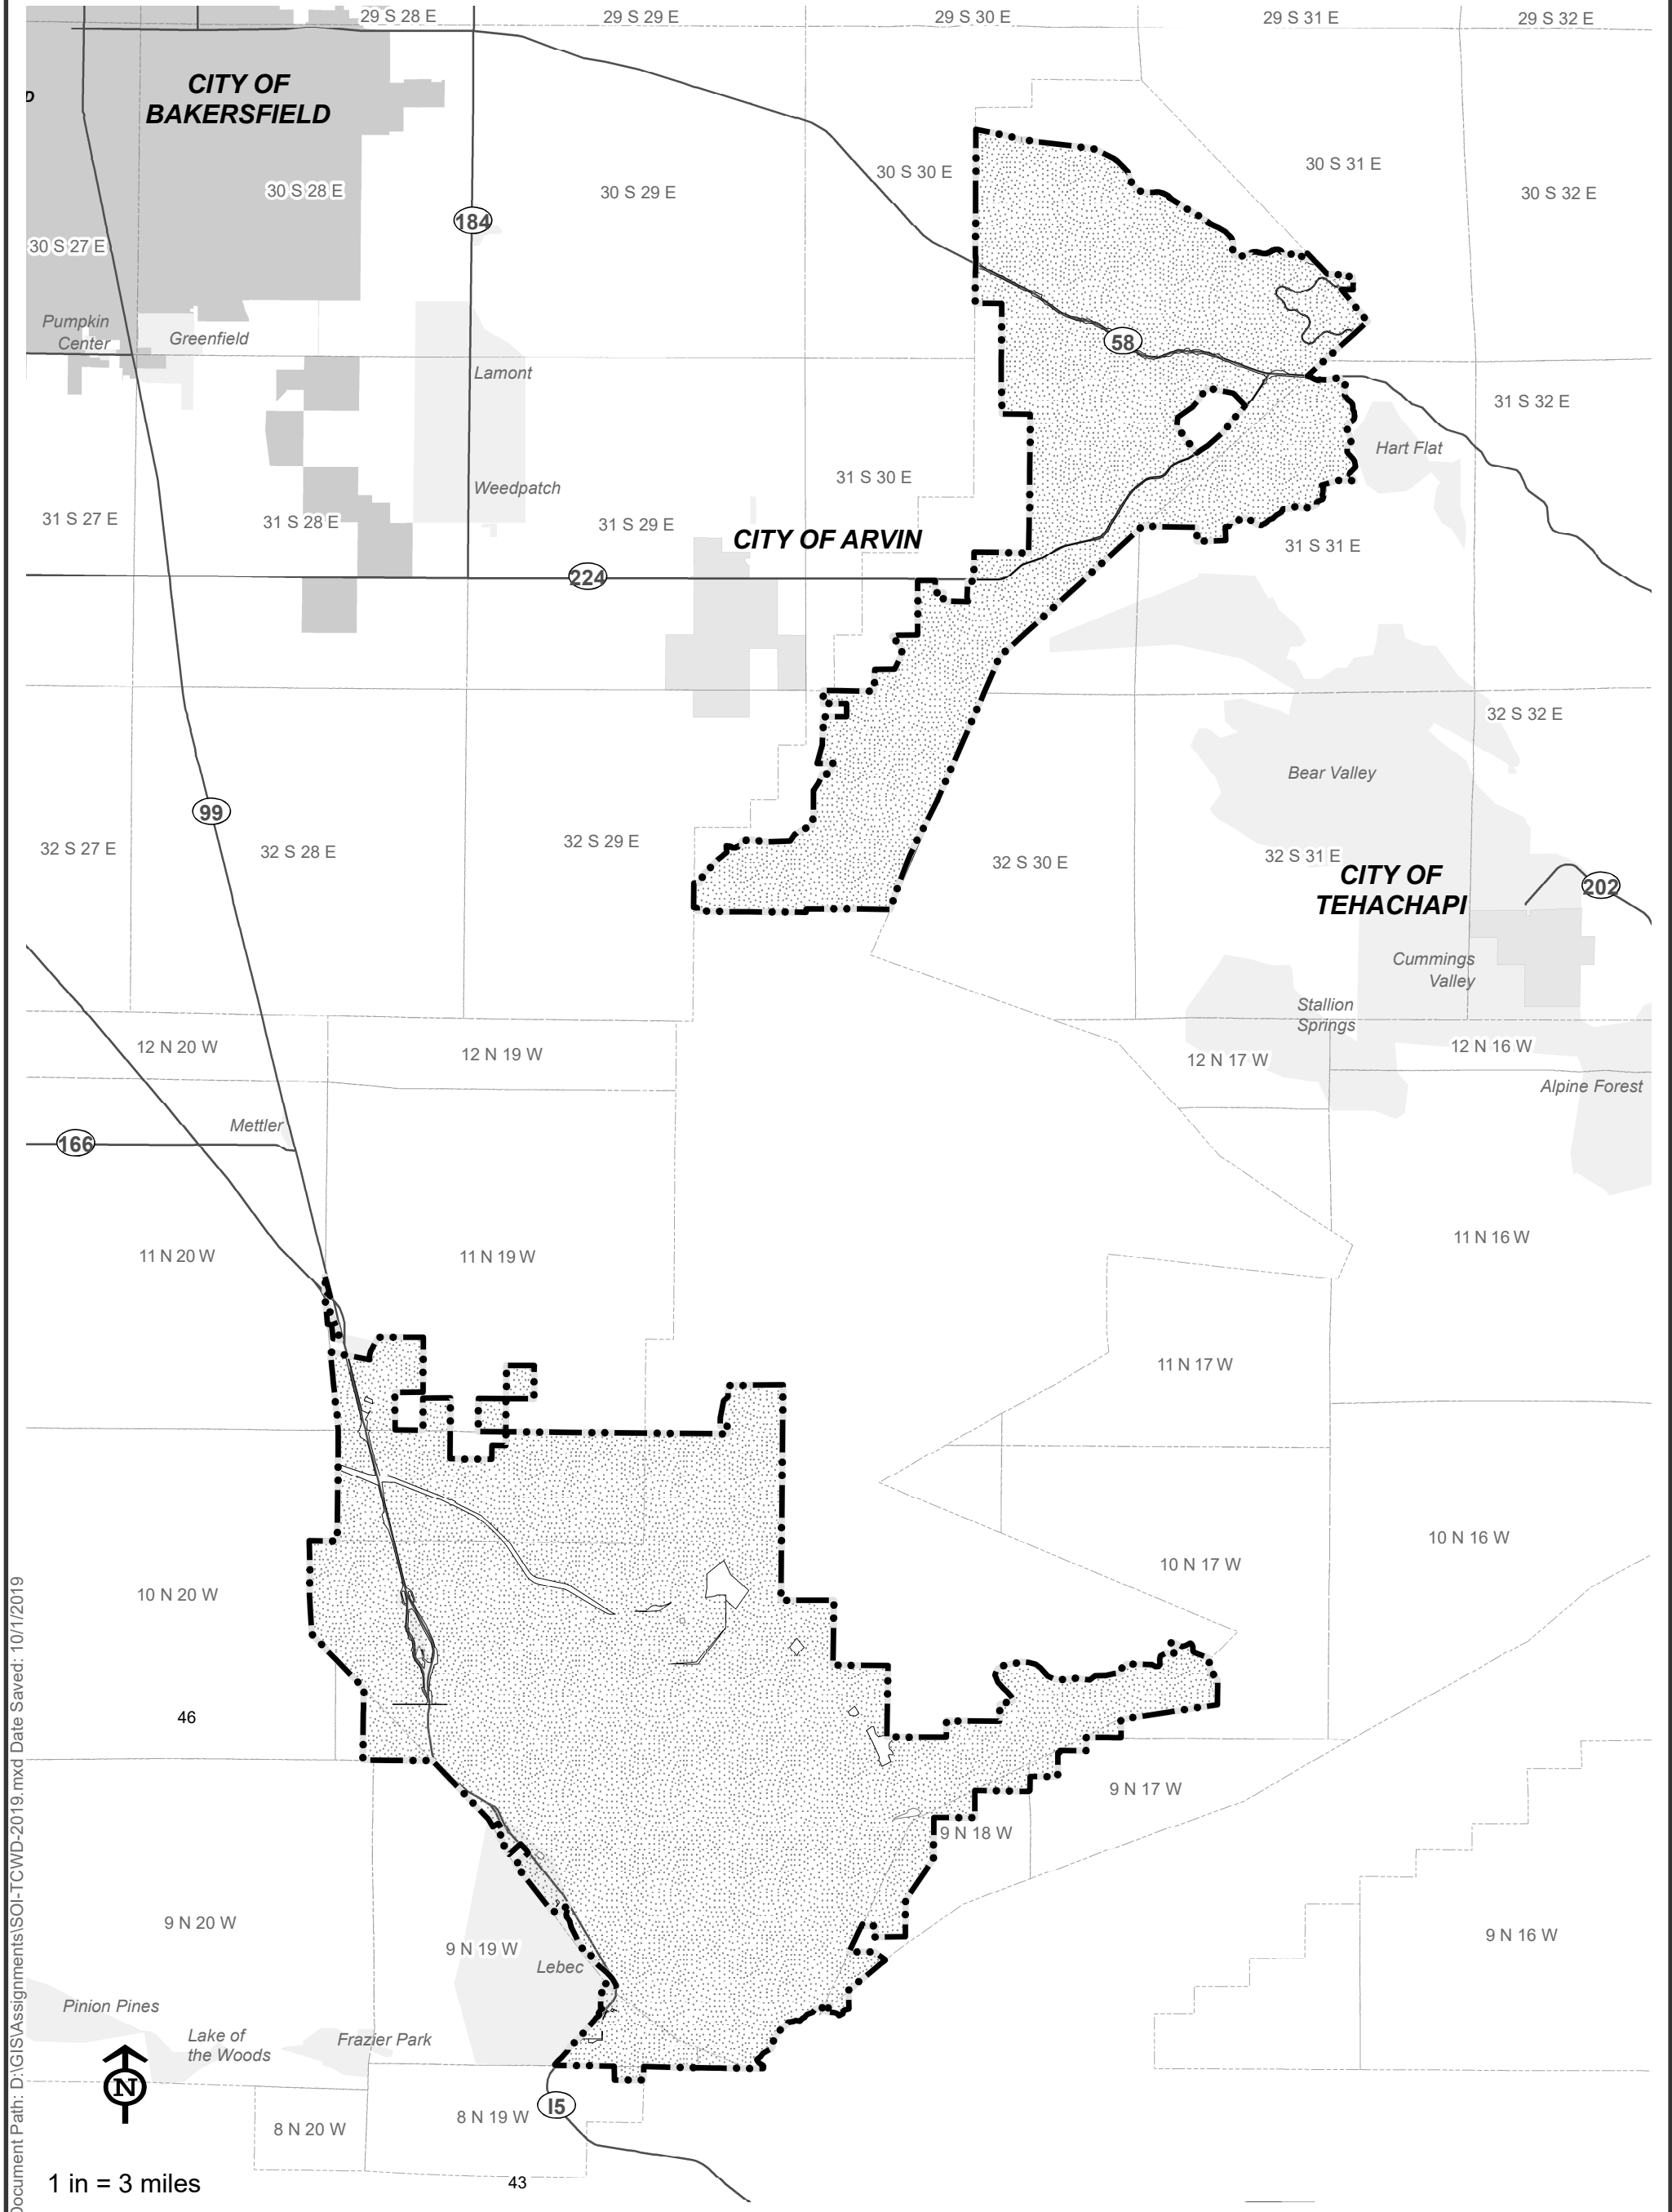 29 S 28 E
29 S 29 E
29 S 30 E
29 S 31 E
29 S 32 E
CITY OF
BAKERSFIELD
D
30 S 28 E
30 S 29 E
30 S 30 E
30 S 31 E
30 S 32 E
184
30 S 27 E
Pumpkin
Center
Greenfield
58
Lamont
31 S 32 E
Hart Flat
31 S 30 E
Weedpatch
31 S 27 E
31 S 28 E
31 S 29 E
CITY OF ARVIN
31 S 31 E
224
32 S 32 E
Bear Valley
99
32 S 27 E
32 S 28 E
32 S 29 E
32 S 30 E
32 S 31 E
CITY OF
TEHACHAPI
202
Cummings
Valley
Stallion
Springs
12 N 20 W
12 N 19 W
12 N 17 W
12 N 16 W
Alpine Forest
Mettler
166
11 N 20 W
11 N 19 W
11 N 16 W
11 N 17 W
10 N 16 W
10 N 17 W
10 N 20 W
46
9 N 17 W
9 N 18 W
9 N 20 W
9 N 19 W
Lebec
9 N 16 W
Pinion Pines
Lake of
the Woods
Frazier Park
N
I5
8 N 19 W
8 N 20 W
43
1 in = 3 miles
Document Path: D:\GIS\Assignments\SOI-TCWD-2019.mxd Date Saved: 10/1/2019